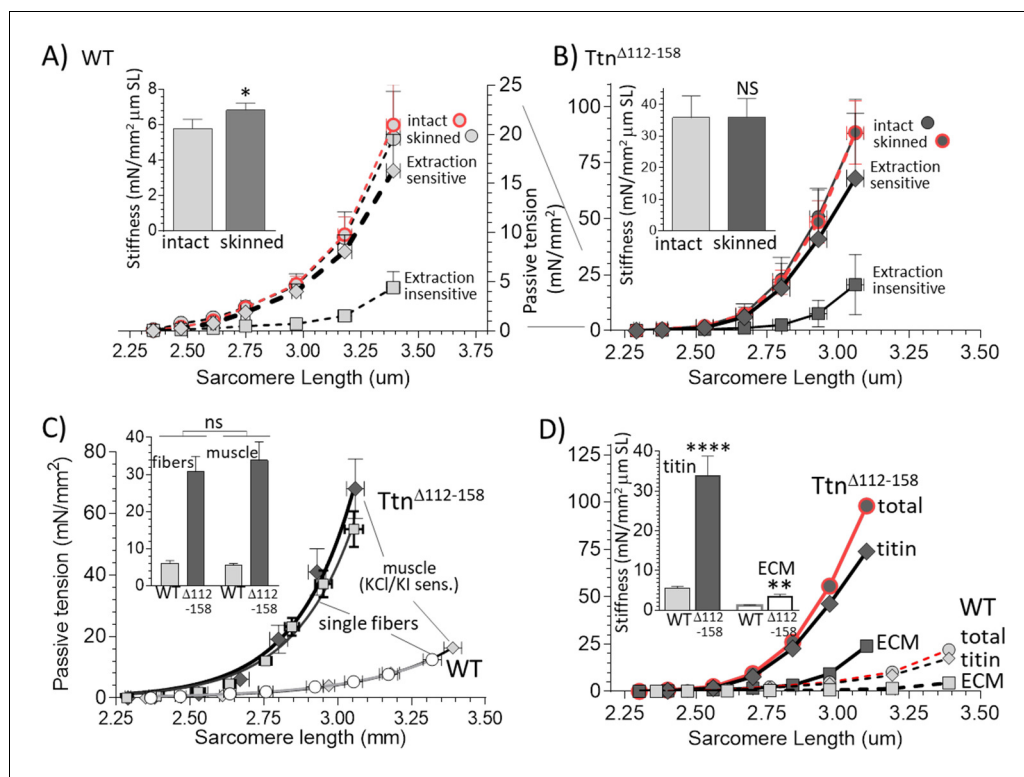 A) WT
Stiffness (mN/mm² μm SL)
8
6
4
2
0
*
intact
skinned
intact
skinned
Extraction
sensitive
Extraction
insensitive
25
20
15
10
5
0
Passive tension
(mN/mm²)
2.25 2.50 2.75 3.00 3.25 3.50 3.75
Sarcomere Length (um)
B) Ttn^Δ112-158
100
75
50
25
0
Stiffness (mN/mm² μm SL)
40
30
20
10
0
NS
intact
skinned
intact
skinned
Extraction
sensitive
Extraction
insensitive
2.25 2.50 2.75 3.00 3.25 3.50
Sarcomere Length (um)
C)
Passive tension (mN/mm²)
80
60
40
20
0
ns
40
30
20
10
0
fibers
muscle
WT Δ112-158 WT Δ112-158
Ttn^Δ112-158
muscle
(KCl/KI sens.)
single fibers
WT
2.25 2.50 2.75 3.00 3.25 3.50
Sarcomere length (mm)
D)
100
75
50
25
0
Stiffness (mN/mm² μm SL)
40
30
20
10
0
titin
****
ECM
**
WT Δ112-158 WT Δ112-158
Ttn^Δ112-158
total
titin
ECM
WT
total
titin
ECM
2.25 2.50 2.75 3.00 3.25 3.50
Sarcomere Length (um)